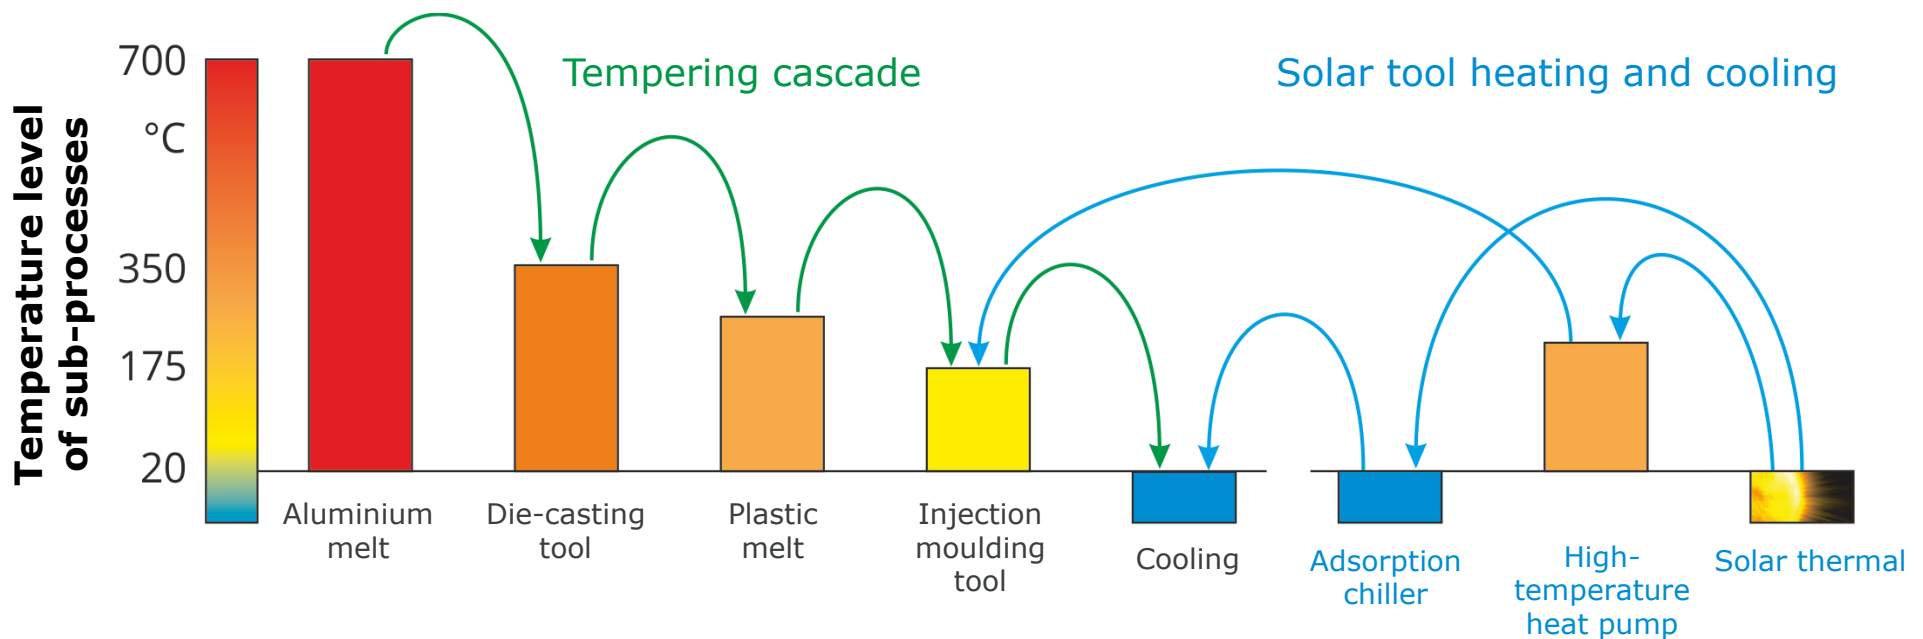 Temperature level
of sub-processes
700
°C
350
175
20
Tempering cascade
Solar tool heating and cooling
Aluminium
melt
Die-casting
tool
Plastic
melt
Injection
moulding
tool
Cooling
Adsorption
chiller
High-
temperature
heat pump
Solar thermal